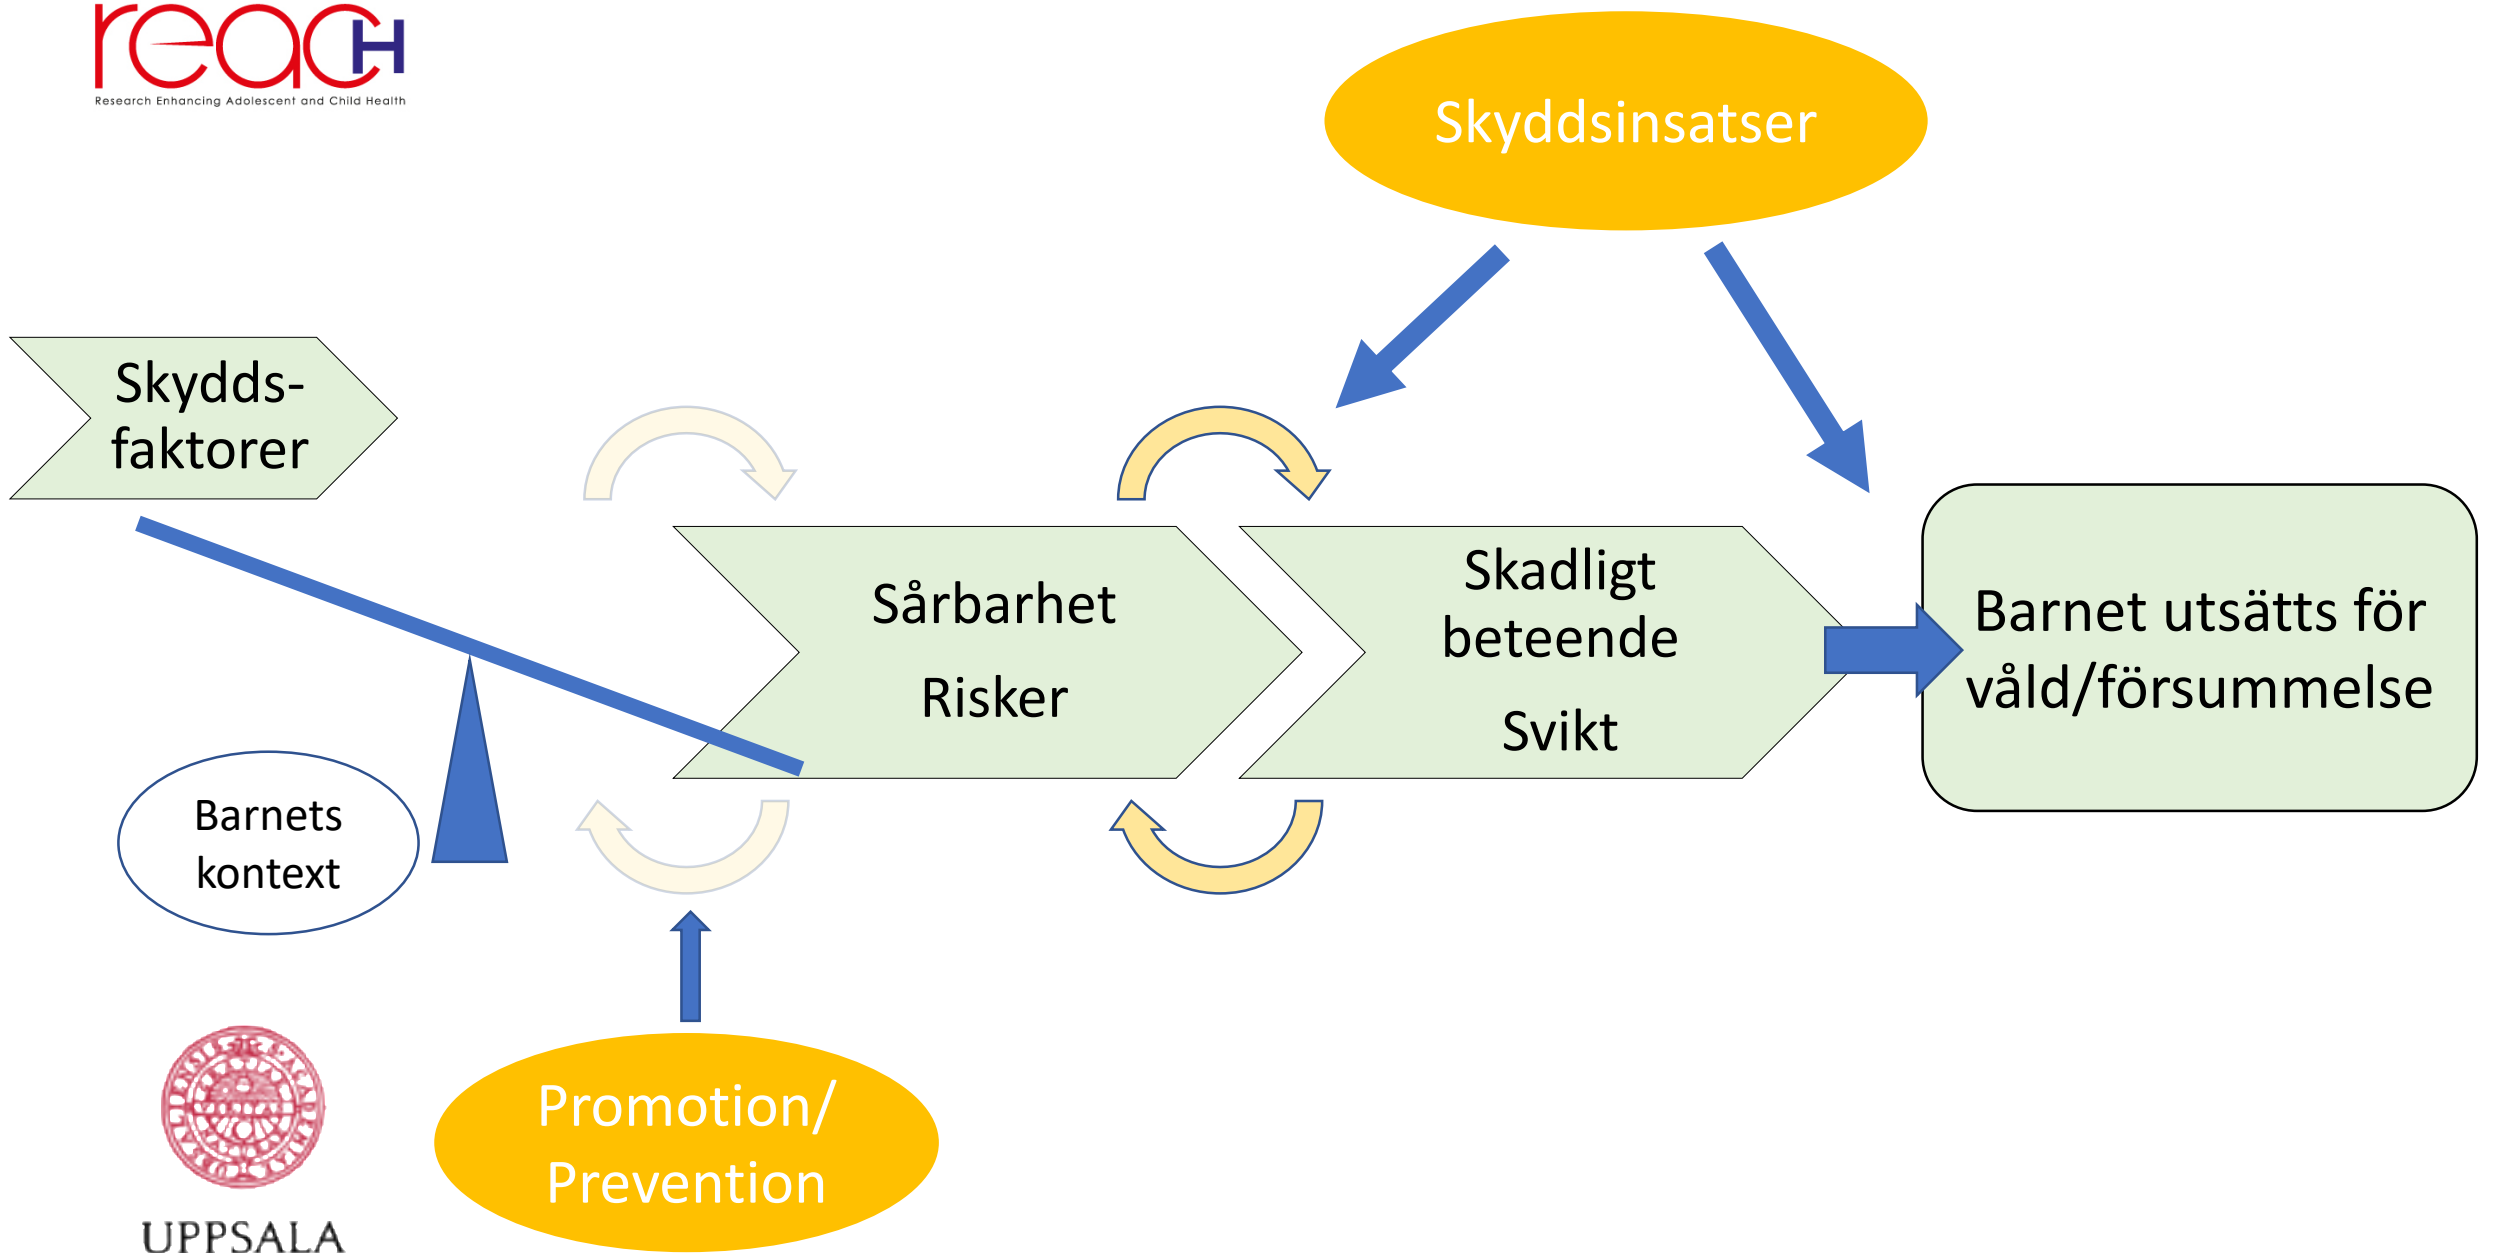 reacH
Research Enhancing Adolescent and Child Health
Skyddsinsatser
Skydds-
faktorer
Sårbarhet
Risker
Skadligt
beteende
Svikt
Barnet utsätts för
våld/försummelse
Barnets
kontext
Promotion/
Prevention
UPPSALA